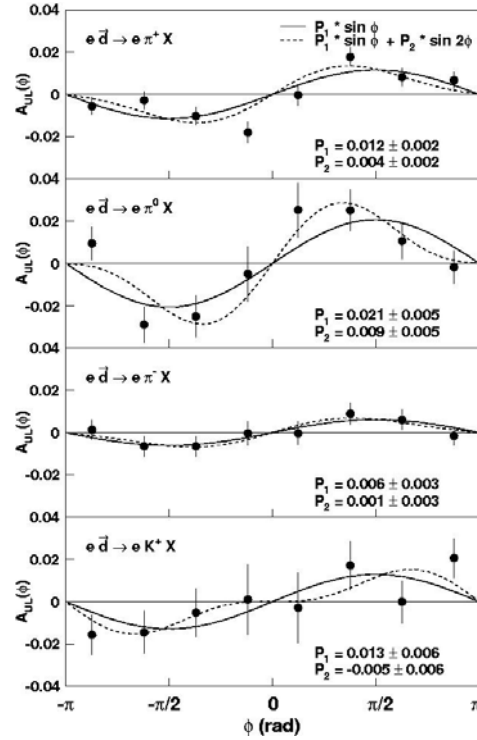 0.04
P₁ * sin φ
P₁ * sin φ + P₂ * sin 2φ
e d⃗ → e π⁺ X
0.02
0
-0.02
A_UL(φ)
P₁ = 0.012 ± 0.002
P₂ = 0.004 ± 0.002
0.04
e d⃗ → e π⁰ X
0.02
0
-0.02
A_UL(φ)
P₁ = 0.021 ± 0.005
P₂ = 0.009 ± 0.005
0.04
e d⃗ → e π⁻ X
0.02
0
-0.02
A_UL(φ)
P₁ = 0.006 ± 0.003
P₂ = 0.001 ± 0.003
0.04
e d⃗ → e K⁺ X
0.02
0
-0.02
A_UL(φ)
P₁ = 0.013 ± 0.006
P₂ = -0.005 ± 0.006
-0.04
-π -π/2 0 π/2 π
φ (rad)